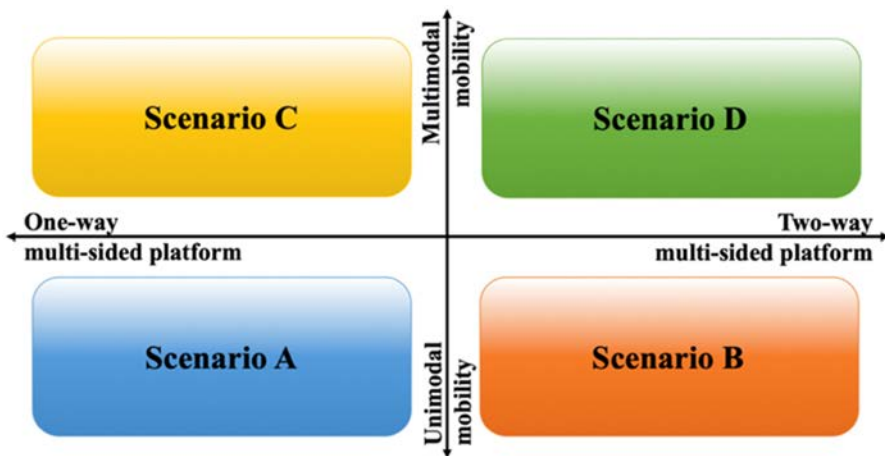 Scenario C
Multimodal
mobility
Scenario D
One-way
multi-sided platform
Two-way
multi-sided platform
Scenario A
Unimodal
mobility
Scenario B